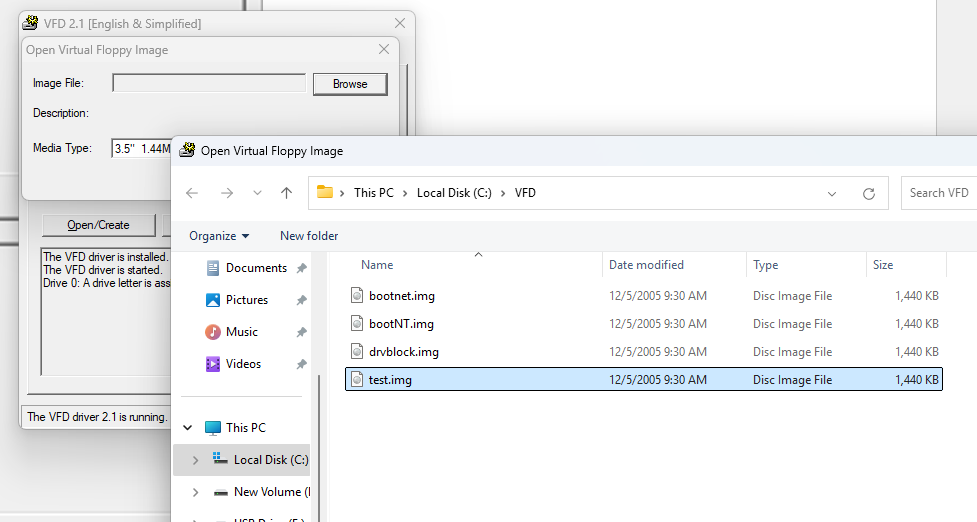 VFD 2.1 [English & Simplified]
Open Virtual Floppy Image
Image File:
Browse
Description:
Media Type:
3.5" 1.44M
Open/Create
The VFD driver is installed.
The VFD driver is started.
Drive 0: A drive letter is ass
The VFD driver 2.1 is running.
Open Virtual Floppy Image
This PC > Local Disk (C:) > VFD
Search VFD
Organize
New folder
Documents
Pictures
Music
Videos
This PC
Local Disk (C:)
New Volume (
Name Date modified Type Size
bootnet.img 12/5/2005 9:30 AM Disc Image File 1,440 KB
bootNT.img 12/5/2005 9:30 AM Disc Image File 1,440 KB
drvblock.img 12/5/2005 9:30 AM Disc Image File 1,440 KB
test.img 12/5/2005 9:30 AM Disc Image File 1,440 KB